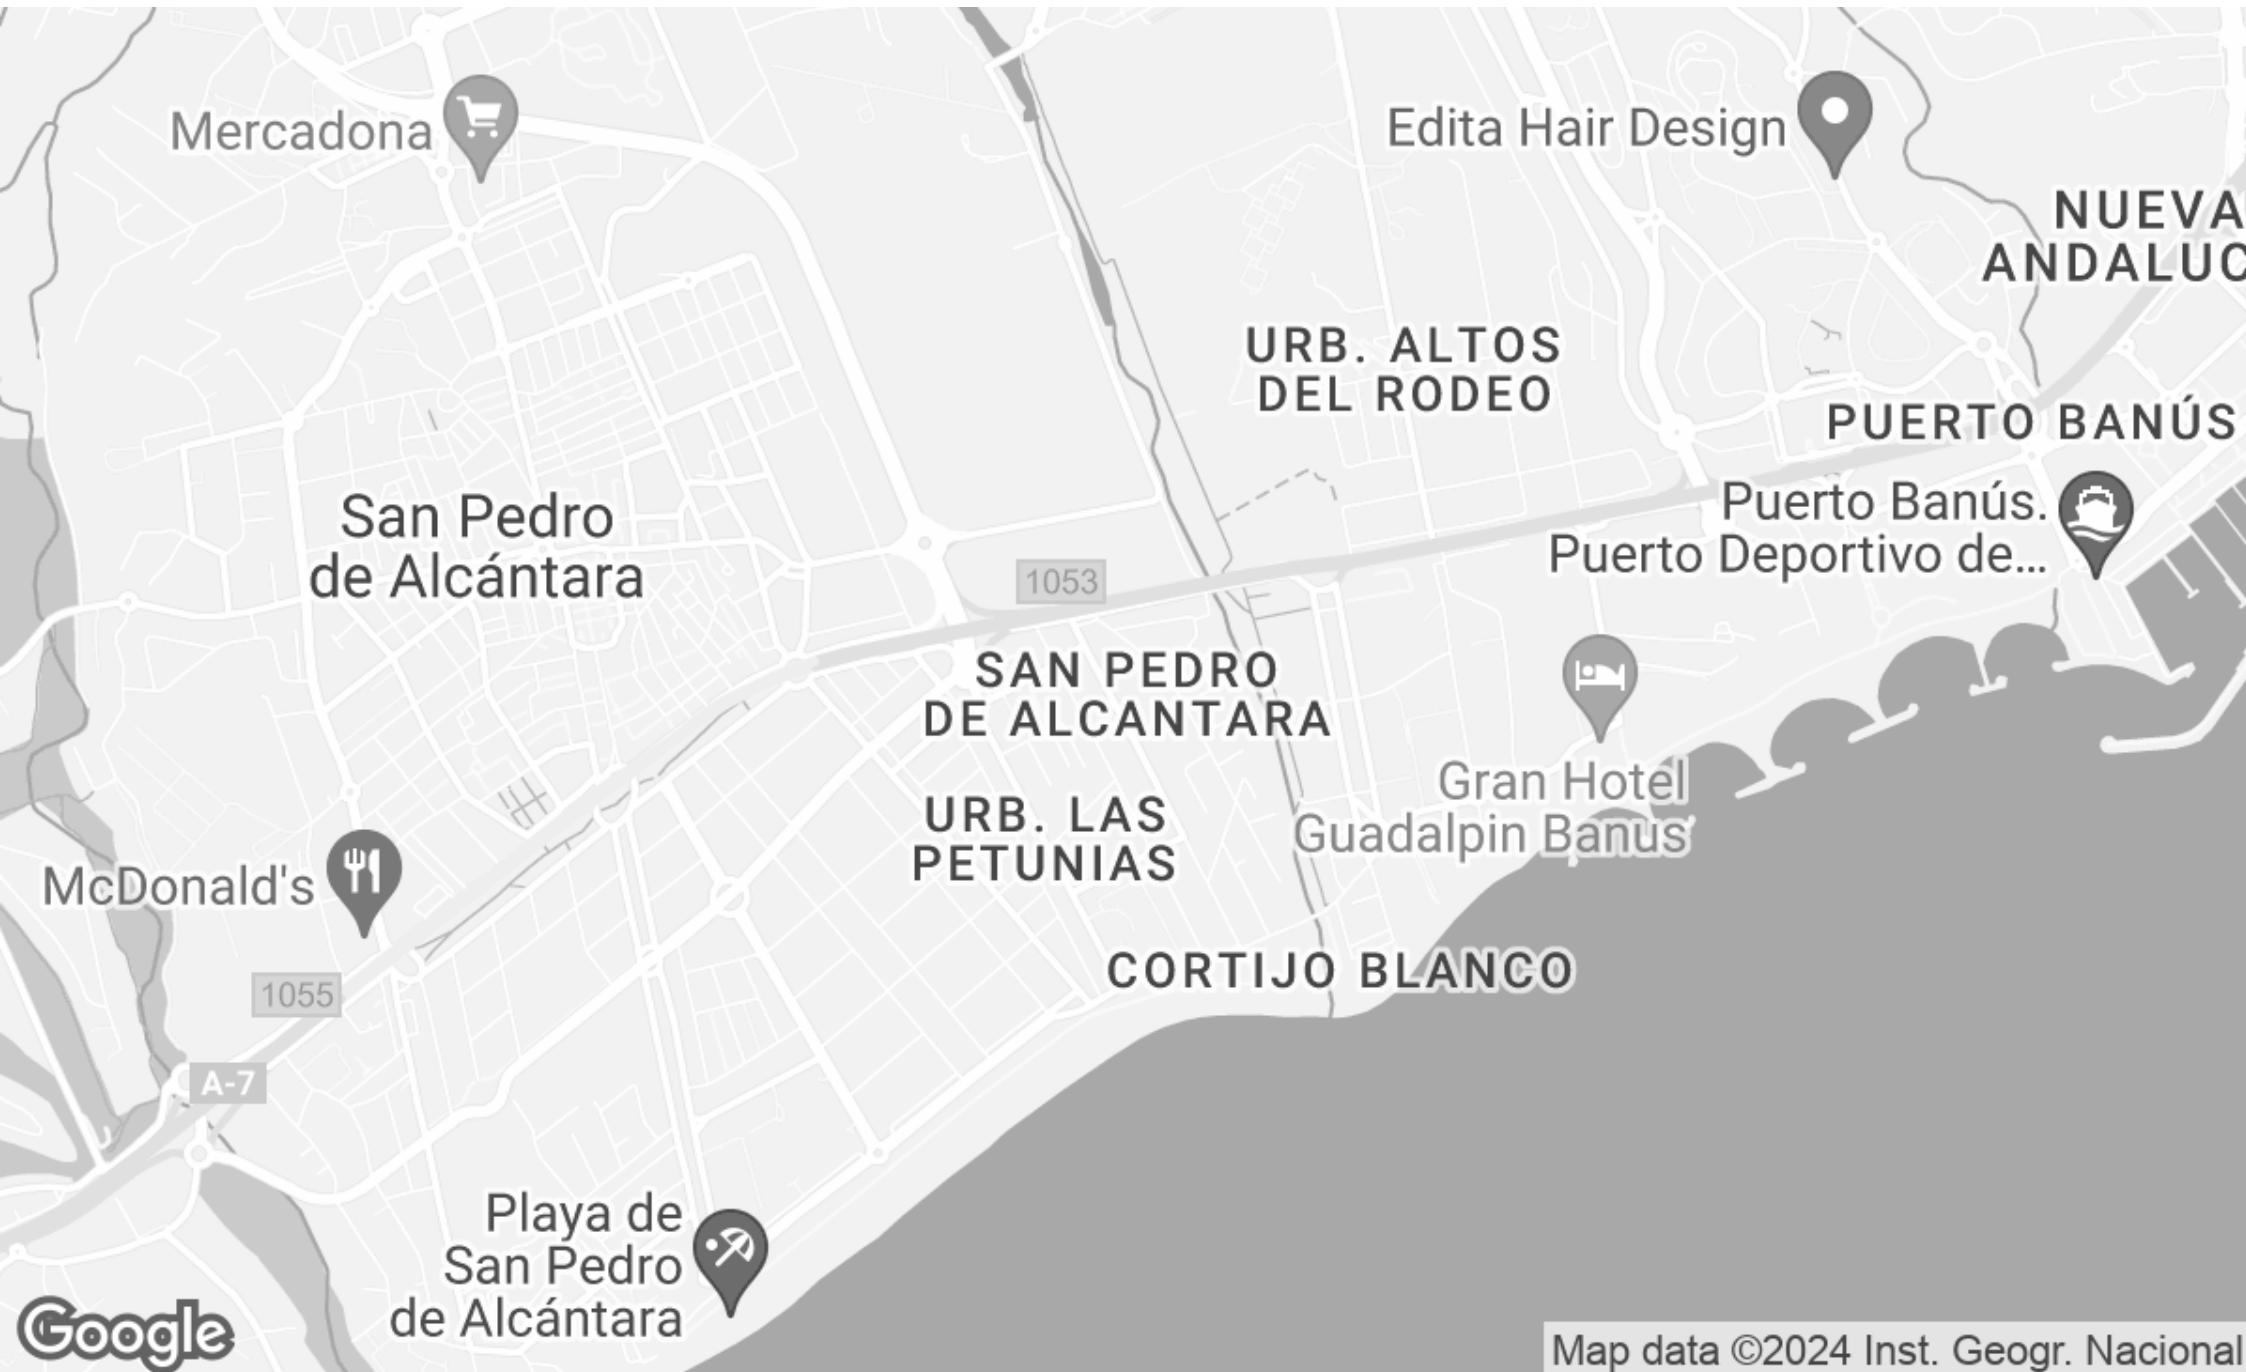 Mercadona
Edita Hair Design
NUEVA
ANDALUC
URB. ALTOS
DEL RODEO
PUERTO BANÚS
San Pedro
de Alcántara
Puerto Banús.
Puerto Deportivo de...
1053
SAN PEDRO
DE ALCANTARA
Gran Hotel
Guadalpin Banus
URB. LAS
PETUNIAS
McDonald's
CORTIJO BLANCO
1055
A-7
Playa de
San Pedro
de Alcántara
Google
Map data ©2024 Inst. Geogr. Nacional